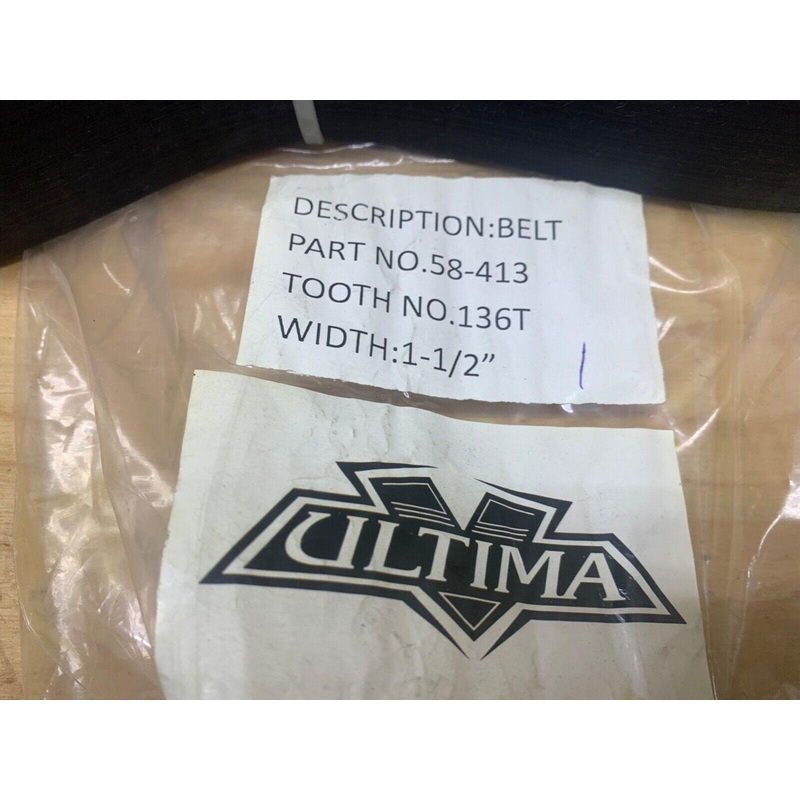 DESCRIPTION:BELT
PART NO.58-413
TOOTH NO.136T
WIDTH:1-1/2”
ULTIMA